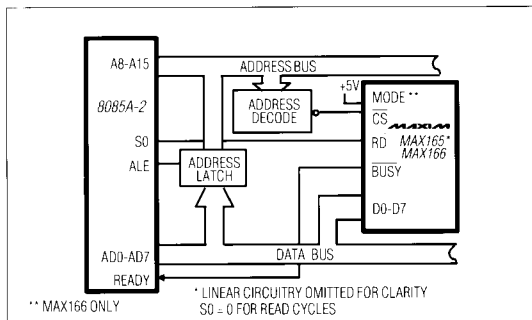 A8-A15
ADDRESS BUS
8085A-2
ADDRESS
DECODE
+5V
MODE **
CS
MAXIM
S0
RD
MAX165*
MAX166
ALE
ADDRESS
LATCH
BUSY
D0-D7
AD0-AD7
DATA BUS
READY
* LINEAR CIRCUITRY OMITTED FOR CLARITY
** MAX166 ONLY
S0 = 0 FOR READ CYCLES